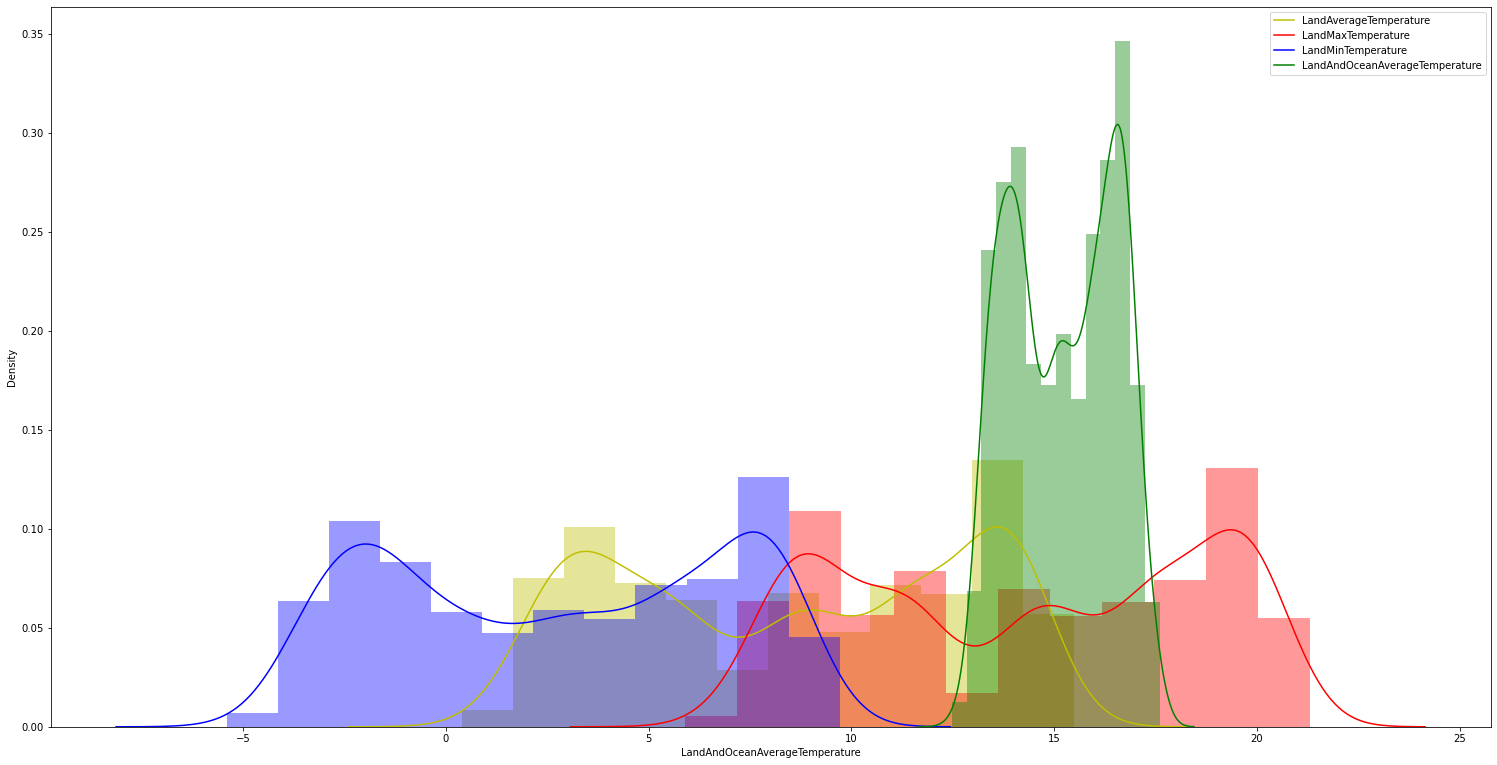 LandAverageTemperature
LandMaxTemperature
LandMinTemperature
LandAndOceanAverageTemperature
0.35
0.30
0.25
0.20
0.15
0.10
0.05
0.00
Density
−5
0
5
10
15
20
25
LandAndOceanAverageTemperature